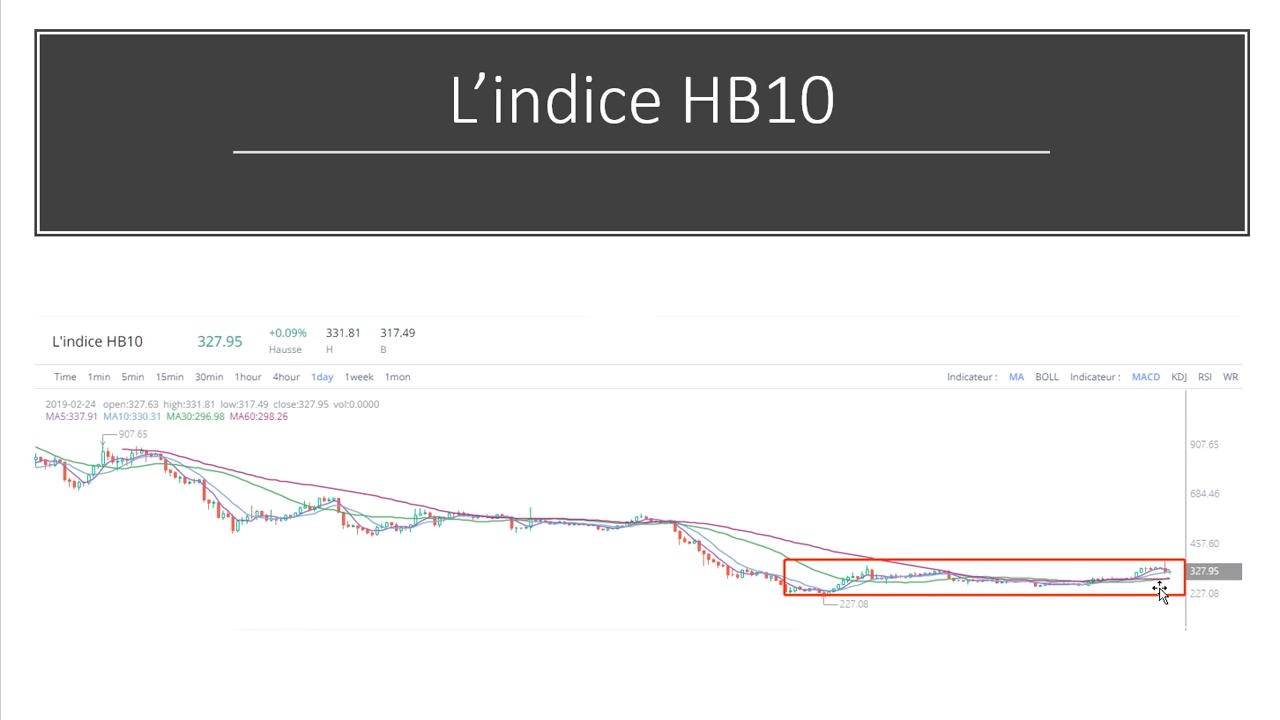 L'indice HB10
L'indice HB10 327.95 +0.09% 331.81 317.49
Hausse H B
Time 1min 5min 15min 30min 1hour 4hour 1day 1week 1mon Indicateur : MA BOLL Indicateur : MACD KDJ RSI WR
2019-02-24 open:327.63 high:331.81 low:317.49 close:327.95 vol:0.0000
MA5:337.91 MA10:330.31 MA30:296.98 MA60:298.26
907.65
907.65
684.46
457.60
327.95
227.08
227.08